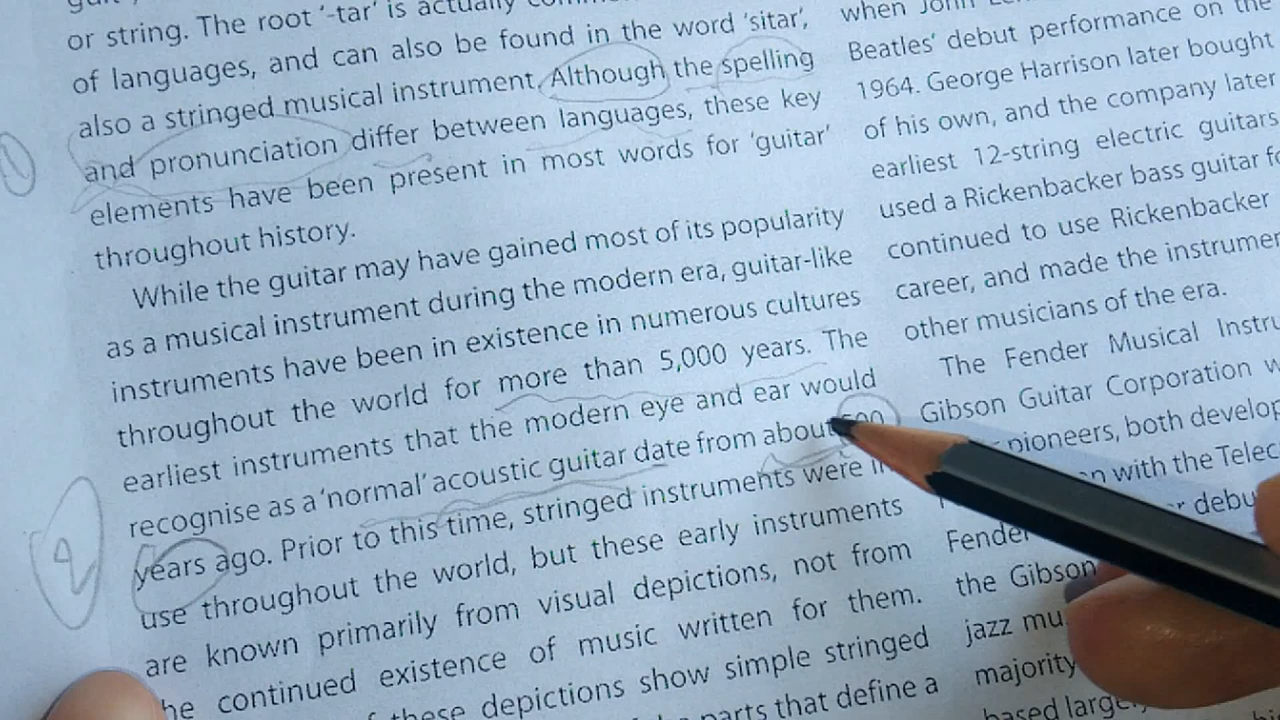 or string. The root '-tar' is actually
of languages, and can also be found in the word 'sitar',
also a stringed musical instrument. Although the spelling
and pronunciation differ between languages, these key
elements have been present in most words for 'guitar'
throughout history.
While the guitar may have gained most of its popularity
as a musical instrument during the modern era, guitar-like
instruments have been in existence in numerous cultures
throughout the world for more than 5,000 years. The
earliest instruments that the modern eye and ear would
recognise as a 'normal' acoustic guitar date from about
years ago. Prior to this time, stringed instruments were
use throughout the world, but these early instruments
are known primarily from visual depictions, not from
continued existence of music written for them.
these depictions show simple stringed
parts that define a
when John
Beatles' debut performance on the
1964. George Harrison later bought
of his own, and the company later
earliest 12-string electric guitars
used a Rickenbacker bass guitar
continued to use Rickenbacker
career, and made the
other musicians of the era.
The Fender Musical
Gibson Guitar Corporation
pioneers, both
with the
debu
Fender
the Gibson
jazz
majority
based
2